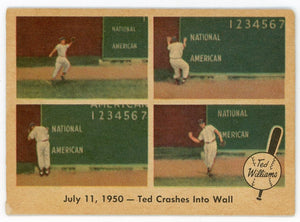 NATIONAL
AMERICAN
1234567
NATIONAL
AMERICAN
AMERICAN
1234567
NATIONAL
AMERICAN
NATIONAL
AMERICAN
July 11, 1950 — Ted Crashes Into Wall
Ted
Williams